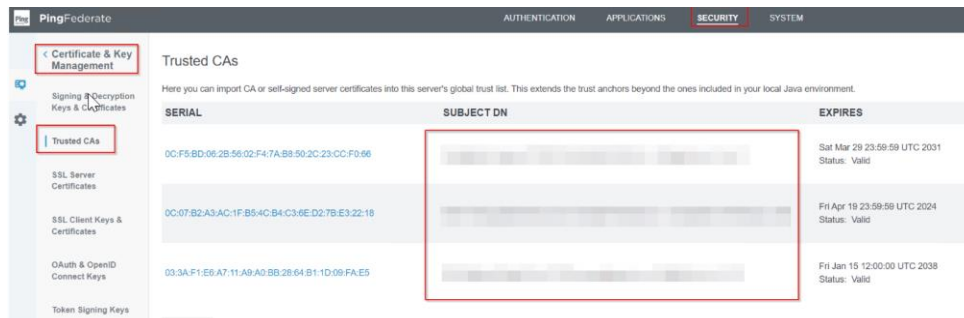 Ping
PingFederate
AUTHENTICATION
APPLICATIONS
SECURITY
SYSTEM
< Certificate & Key
Management
Signing & Decryption
Keys & Certificates
Trusted CAs
SSL Server
Certificates
SSL Client Keys &
Certificates
OAuth & OpenID
Connect Keys
Token Signing Keys
Trusted CAs
Here you can import CA or self-signed server certificates into this server's global trust list. This extends the trust anchors beyond the ones included in your local Java environment.
SERIAL SUBJECT DN EXPIRES
0C:F5:BD:06:2B:56:02:F4:7A:B8:50:2C:23:CC:F0:66 Sat Mar 29 23:59:59 UTC 2031
Status: Valid
0C:07:B2:A3:AC:1F:B5:4C:B4:C3:6E:D2:7B:E3:22:18 Fri Apr 19 23:59:59 UTC 2024
Status: Valid
03:3A:F1:E6:A7:11:A9:A0:BB:28:64:B1:1D:09:FA:E5 Fri Jan 15 12:00:00 UTC 2038
Status: Valid